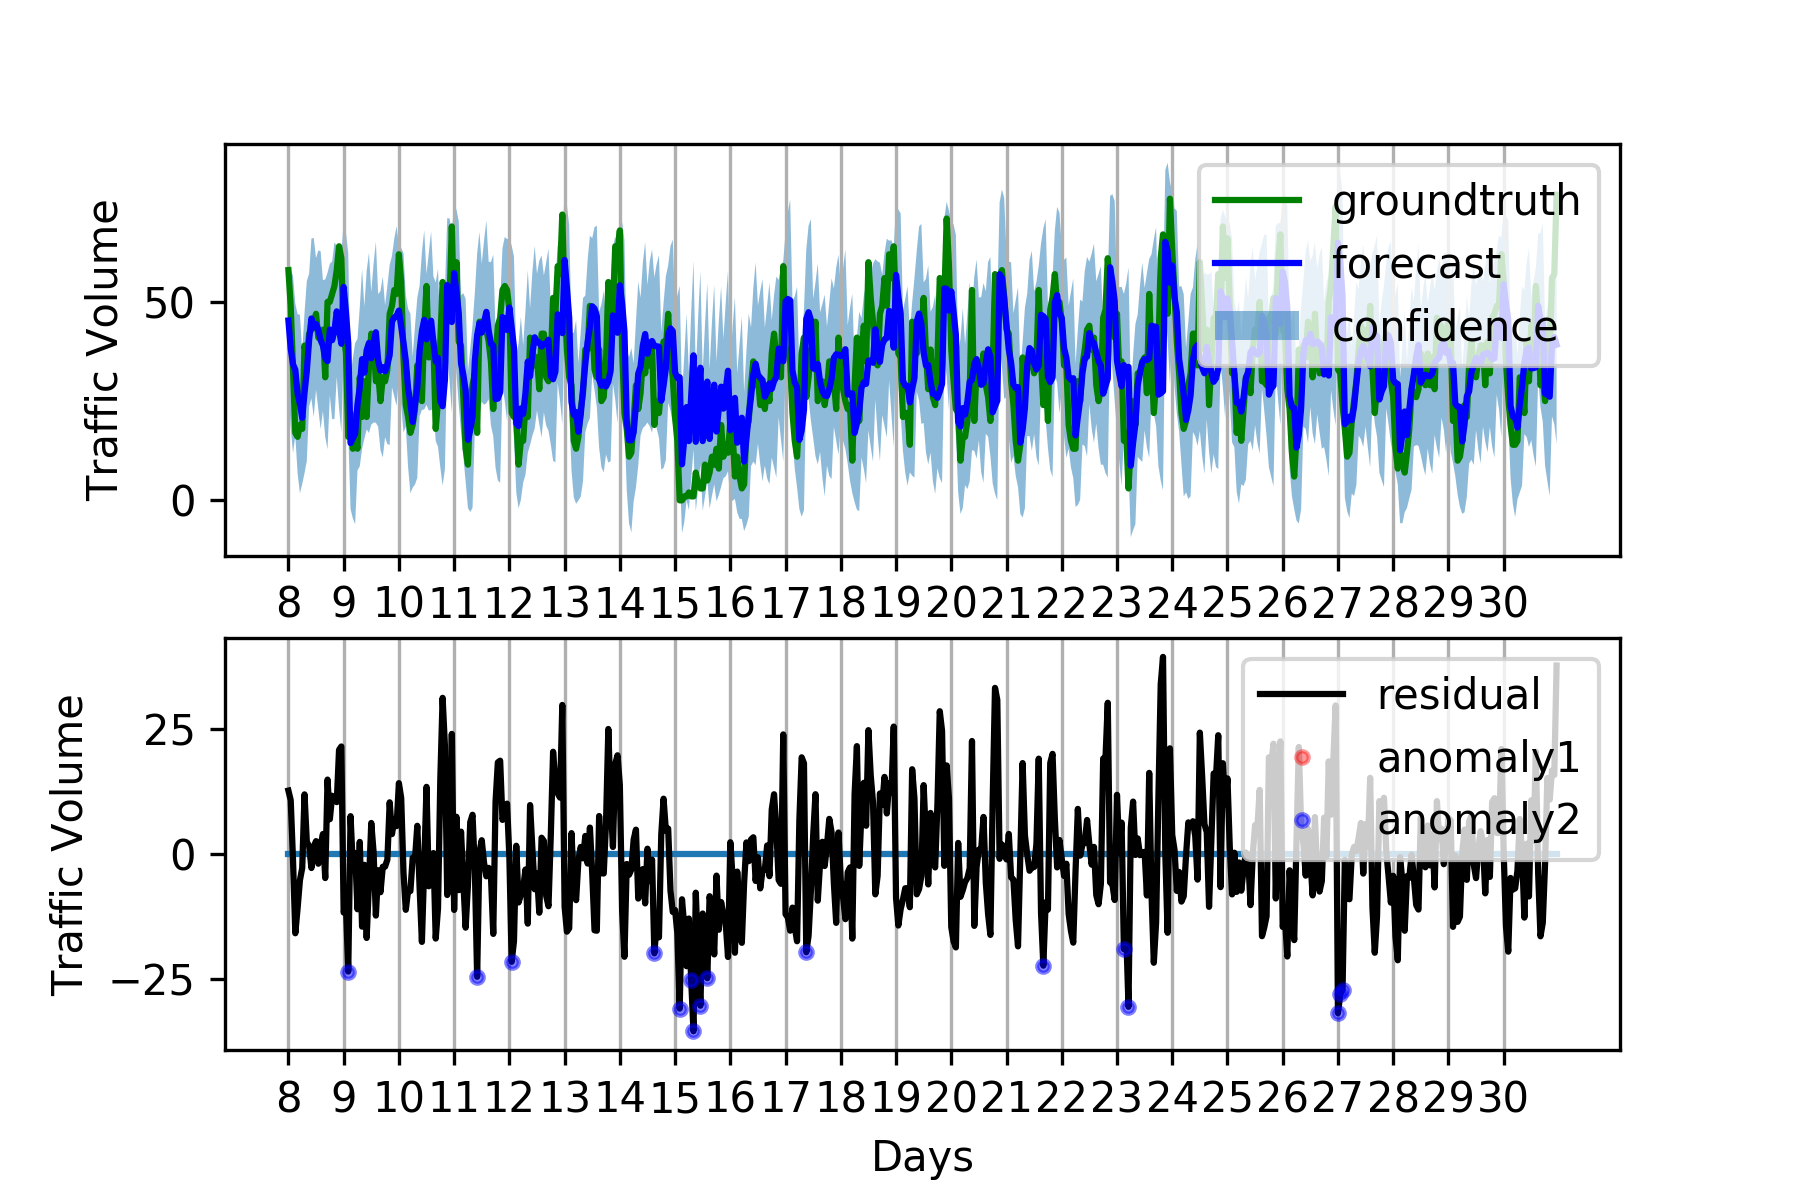 Traffic Volume
50
0
groundtruth
forecast
confidence
8 9 10 11 12 13 14 15 16 17 18 19 20 21 22 23 24 25 26 27 28 29 30
Traffic Volume
25
0
−25
residual
anomaly1
anomaly2
8 9 10 11 12 13 14 15 16 17 18 19 20 21 22 23 24 25 26 27 28 29 30
Days